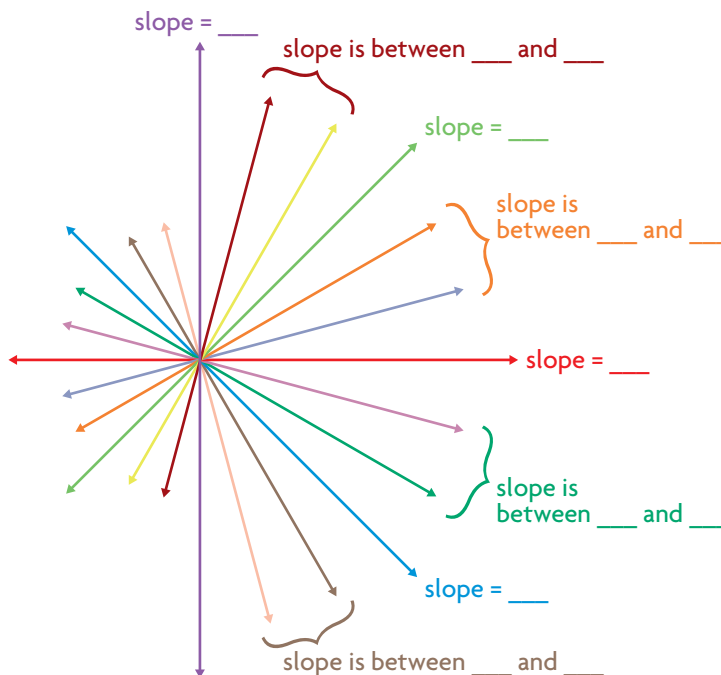 slope = ___
slope is between ___ and ___
slope = ___
slope is
between ___ and ___
slope = ___
slope is
between ___ and ___
slope = ___
slope is between ___ and ___